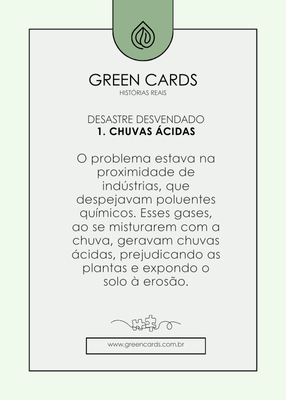 GREEN CARDS
HISTÓRIAS REAIS
DESASTRE DESVENDADO
1. CHUVAS ÁCIDAS
O problema estava na
proximidade de
indústrias, que
despejavam poluentes
químicos. Esses gases,
ao se misturarem com a
chuva, geravam chuvas
ácidas, prejudicando as
plantas e expondo o
solo à erosão.
www.greencards.com.br